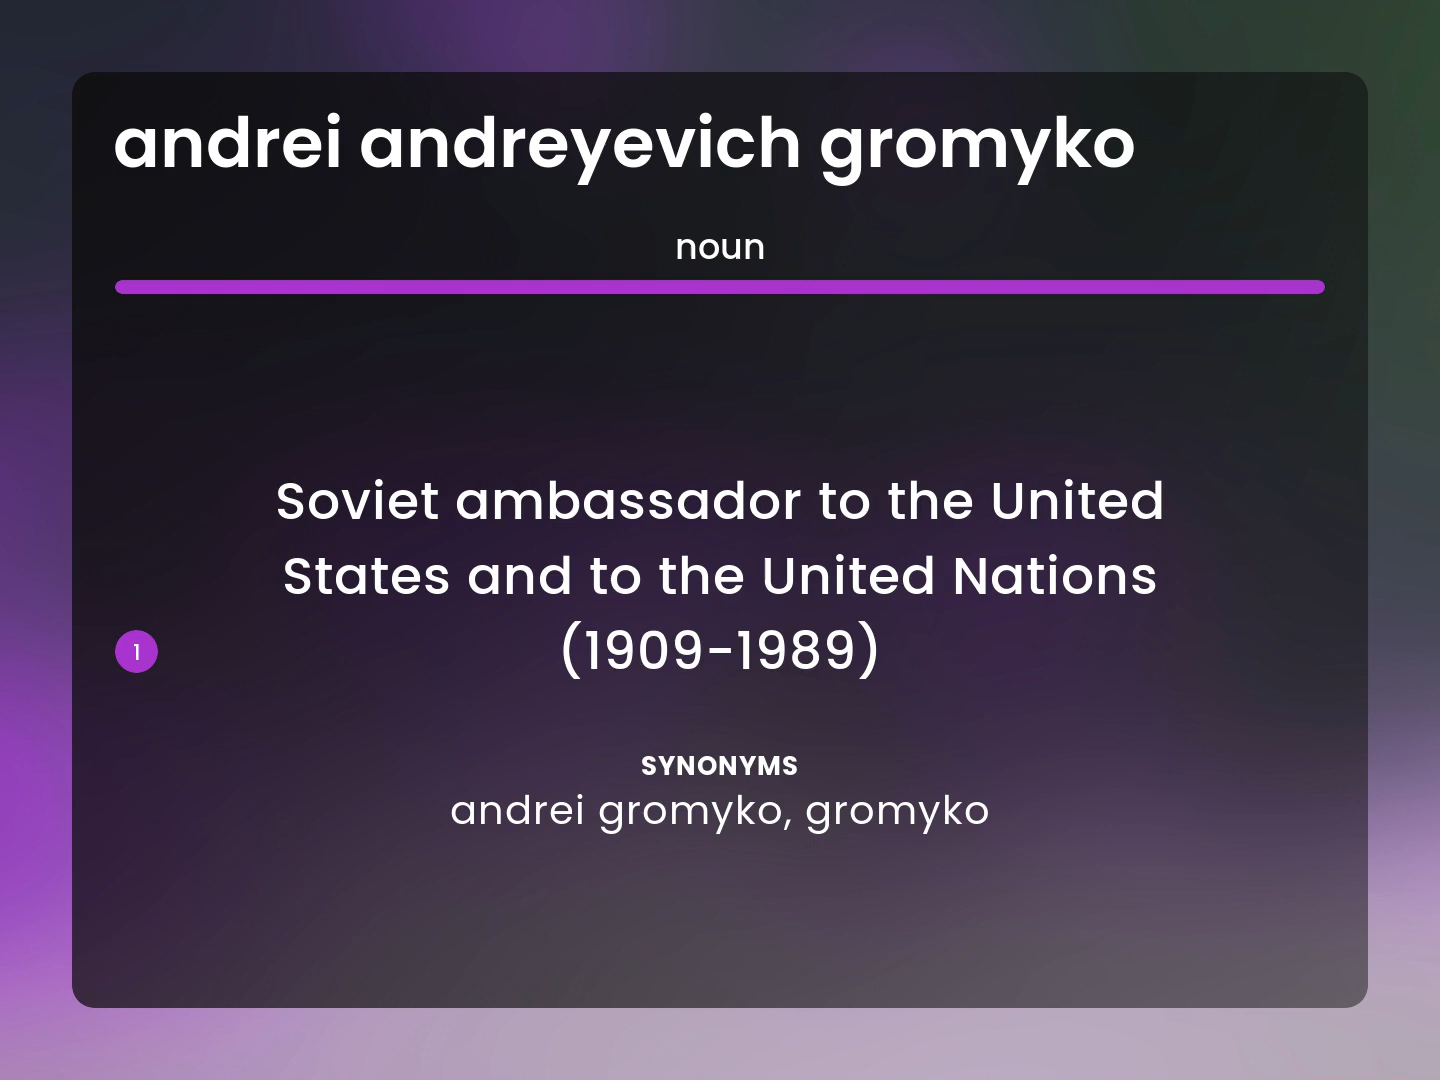 andrei andreyevich gromyko
noun
Soviet ambassador to the United
States and to the United Nations
(1909-1989)
1
SYNONYMS
andrei gromyko, gromyko